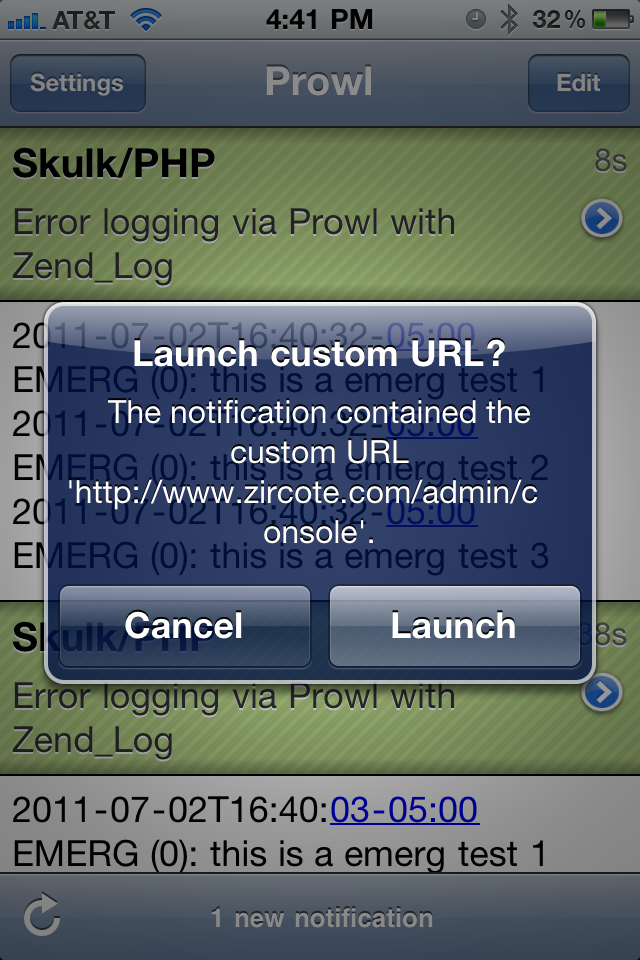 AT&T 4:41 PM 32%
Settings Prowl Edit
Skulk/PHP 8s
Error logging via Prowl with
Zend_Log
2011-07-02T16:40:32-05:00
EMERG (0): this is a emerg test 1
2011-07-02T16:40:32-05:00
EMERG (0): this is a emerg test 2
2011-07-02T16:40:32-05:00
EMERG (0): this is a emerg test 3
Launch custom URL?
The notification contained the
custom URL
'http://www.zircote.com/admin/c
onsole'.
Cancel Launch
Skulk/PHP 38s
Error logging via Prowl with
Zend_Log
2011-07-02T16:40:03-05:00
EMERG (0): this is a emerg test 1
1 new notification